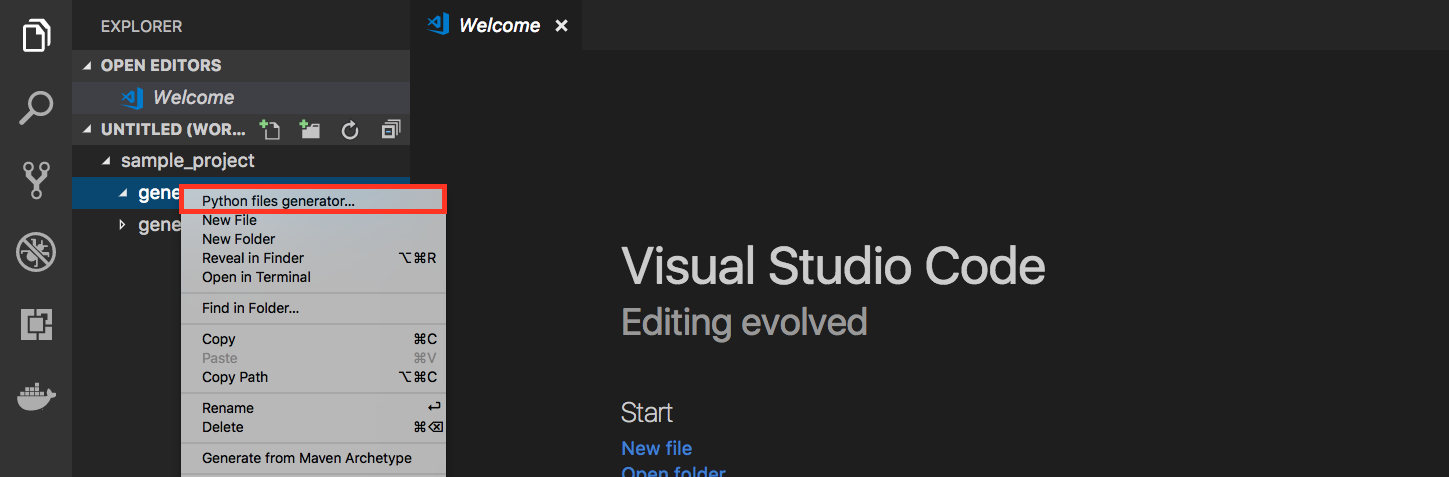 EXPLORER
Welcome ×
OPEN EDITORS
Welcome
UNTITLED (WOR...
sample_project
gene
gene
Python files generator...
New File
New Folder
Reveal in Finder ⌥⌘R
Open in Terminal
Find in Folder...
Copy ⌘C
Paste ⌘V
Copy Path ⌥⌘C
Rename ↩
Delete ⌘⌫
Generate from Maven Archetype
Visual Studio Code
Editing evolved
Start
New file
Open folder